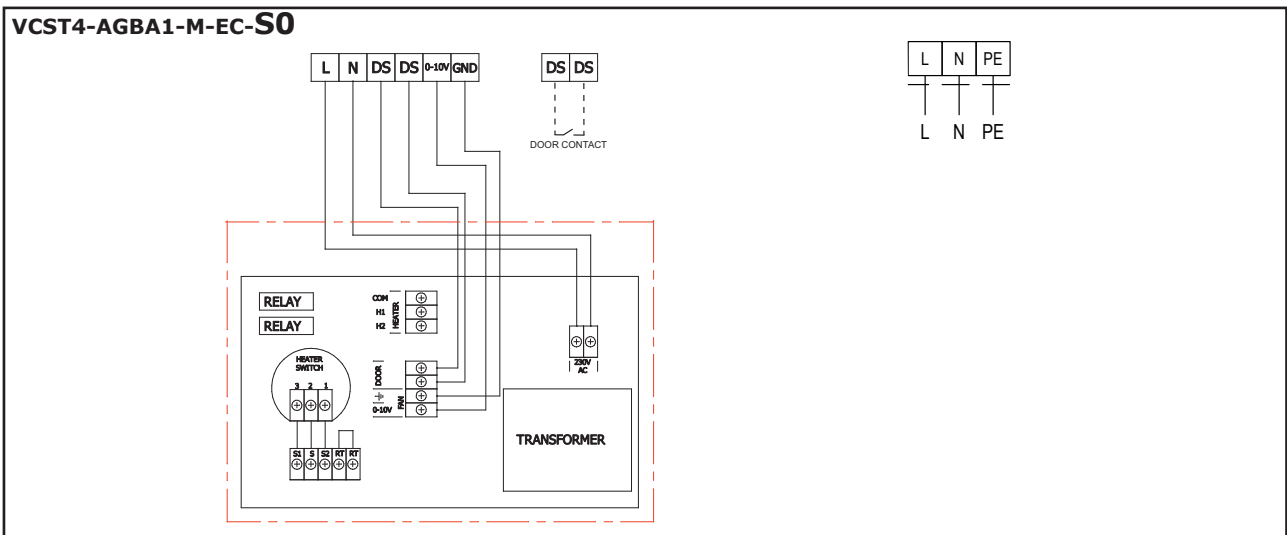 VCST4-AGBA1-M-EC-S0
L N DS DS 0-10V GND
DS DS
DOOR CONTACT
L N PE
L N PE
RELAY
RELAY
COM
H1
H2
HEATER
HEATER
SWITCH
3 2 1
S1 S S2 RT RT
DOOR
0-10V
FAN
230V
AC
TRANSFORMER